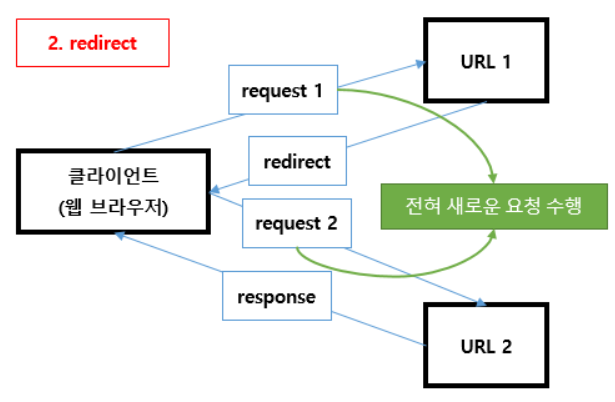 2. redirect
URL 1
request 1
redirect
클라이언트
(웹 브라우저)
전혀 새로운 요청 수행
request 2
response
URL 2